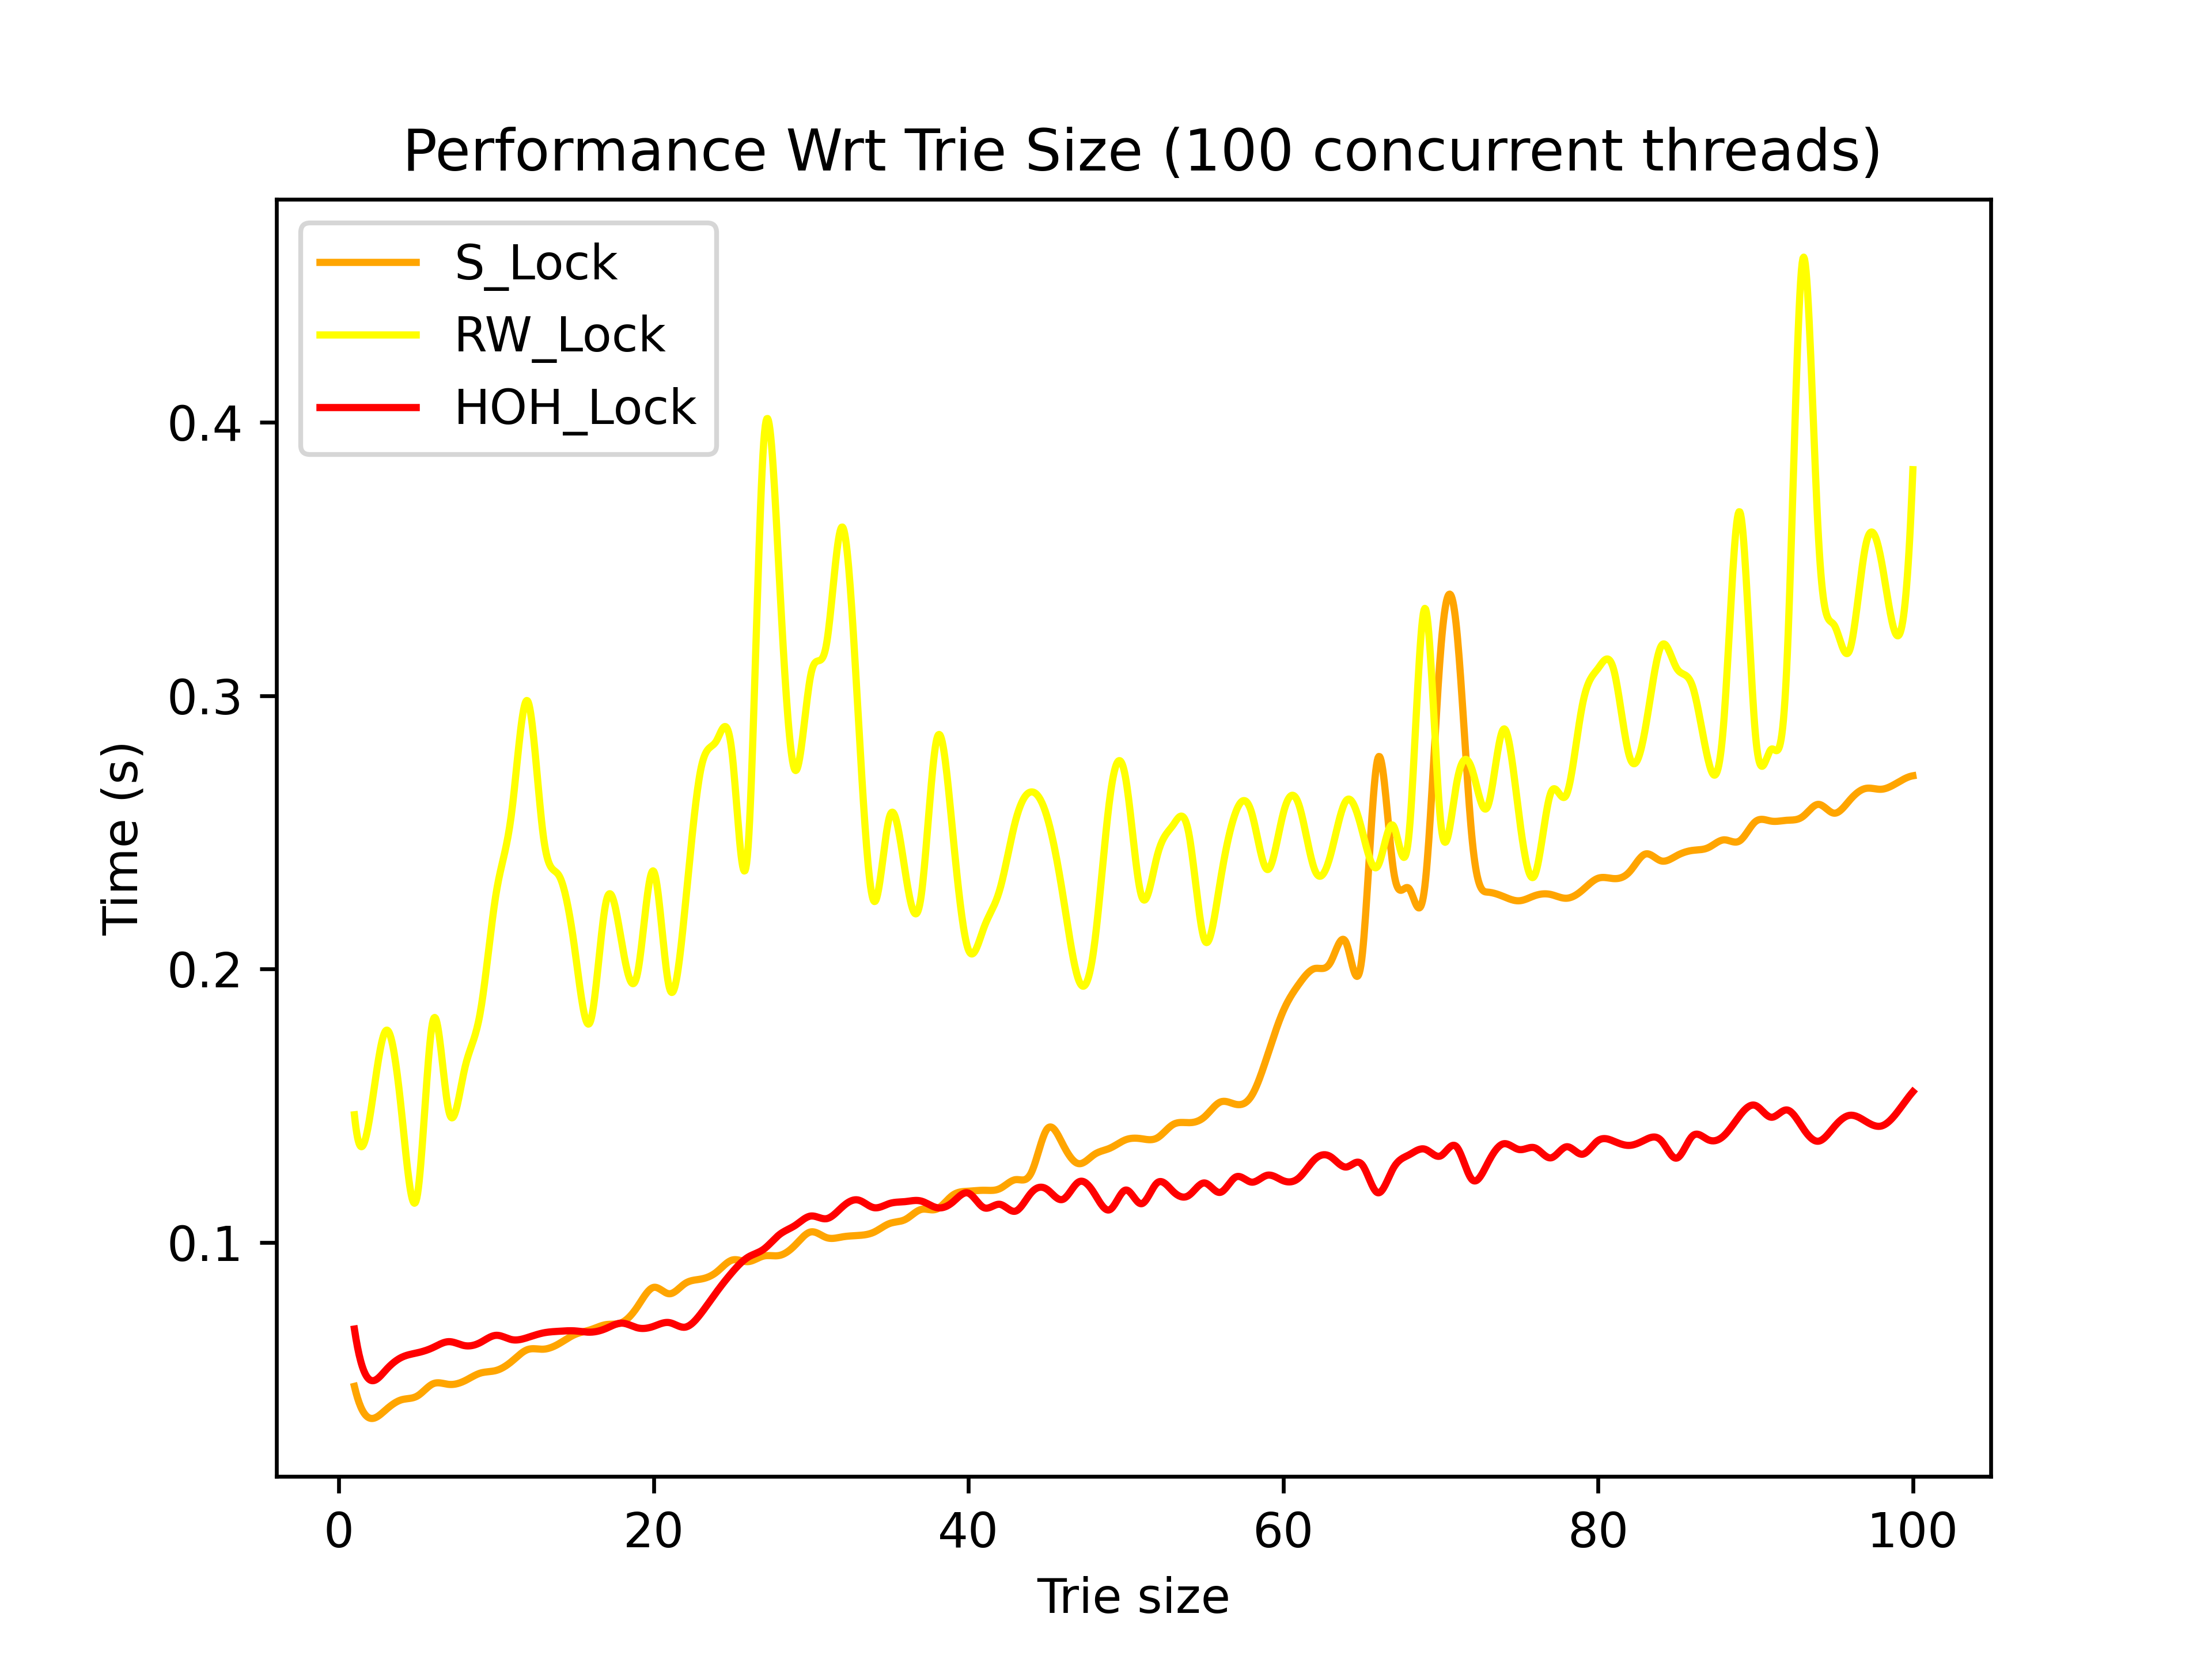 Performance Wrt Trie Size (100 concurrent threads)
S_Lock
RW_Lock
HOH_Lock
0.4
0.3
0.2
0.1
Time (s)
0 20 40 60 80 100
Trie size